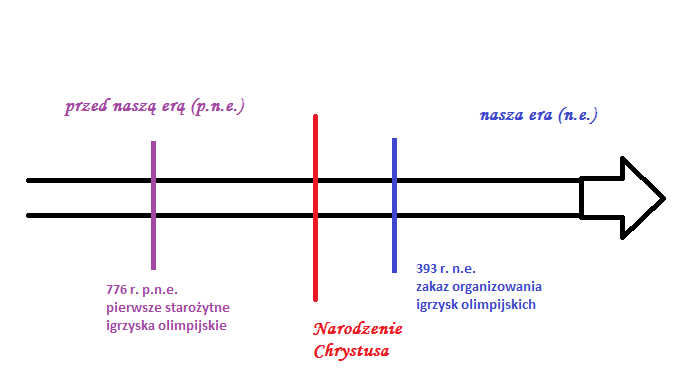 przed naszą erą (p.n.e.)
nasza era (n.e.)
776 r. p.n.e.
pierwsze starożytne
igrzyska olimpijskie
Narodzenie
Chrystusa
393 r. n.e.
zakaz organizowania
igrzysk olimpijskich